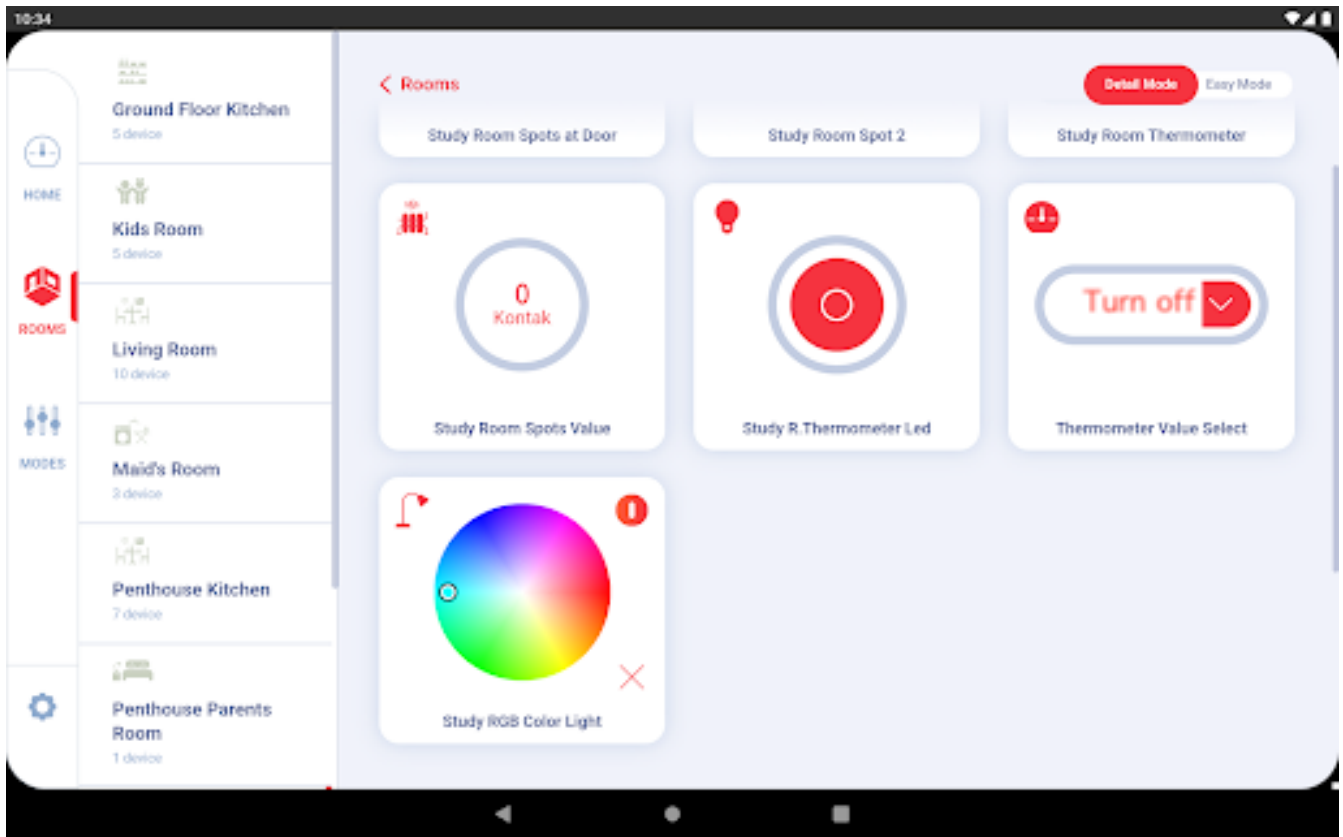 10:34
HOME
ROOMS
MODES
Ground Floor Kitchen
5 device
Kids Room
5 device
Living Room
10 device
Maid's Room
3 device
Penthouse Kitchen
7 device
Penthouse Parents
Room
1 device
Rooms
Detail Mode Easy Mode
Study Room Spots at Door
Study Room Spot 2
Study Room Thermometer
0
Kontak
Study Room Spots Value
Study R.Thermometer Led
Turn off
Thermometer Value Select
Study RGB Color Light